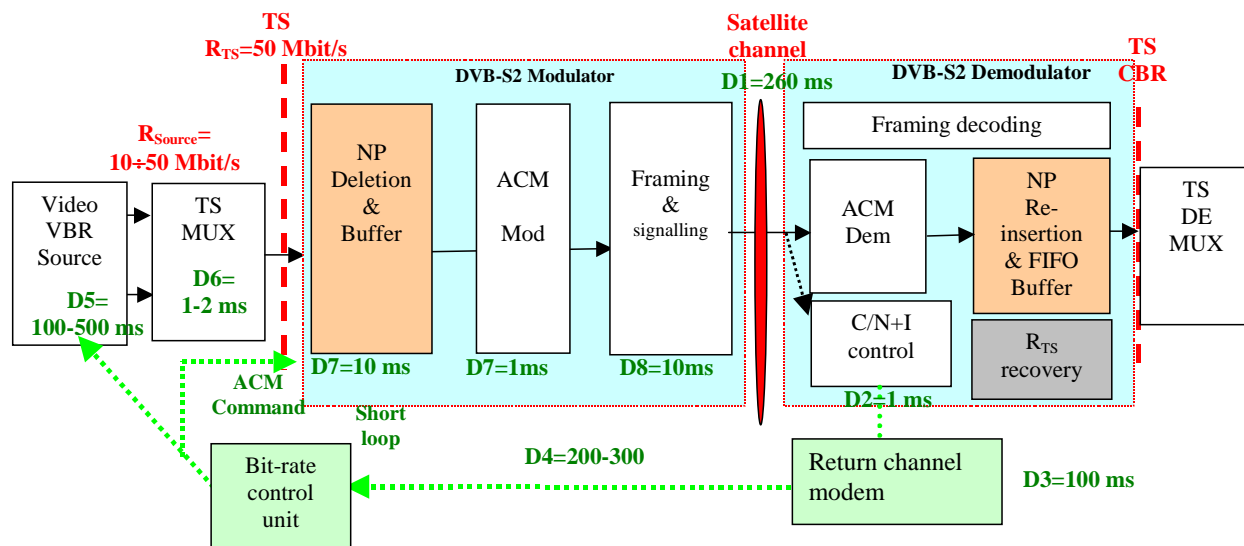 TS
R_TS=50 Mbit/s
Satellite
channel
TS
CBR
DVB-S2 Modulator
DVB-S2 Demodulator
D1=260 ms
R_Source=
10÷50 Mbit/s
Video
VBR
Source
D5=
100-500 ms
TS
MUX
D6=
1-2 ms
NP
Deletion
&
Buffer
D7=10 ms
ACM
Mod
D7=1ms
Framing
&
signalling
D8=10ms
Framing decoding
ACM
Dem
NP
Re-
insertion
& FIFO
Buffer
TS
DE
MUX
C/N+I
control
D2=1 ms
R_TS
recovery
ACM
Command
Short
loop
Bit-rate
control
unit
D4=200-300
Return channel
modem
D3=100 ms